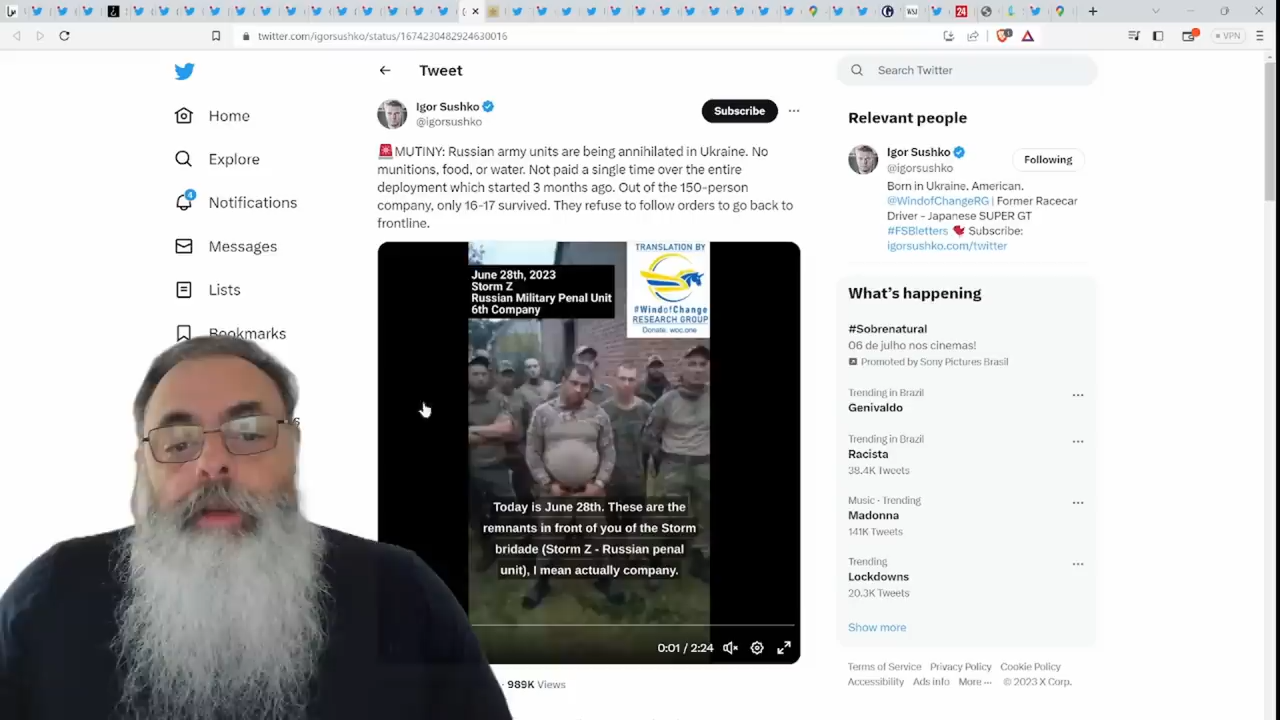 twitter.com/igorsushko/status/1674230482924630016
VPN
WSJ
24
Home
Explore
4
Notifications
Messages
Lists
Bookmarks
Tweet
Igor Sushko
@igorsushko
Subscribe
🚨MUTINY: Russian army units are being annihilated in Ukraine. No
munitions, food, or water. Not paid a single time over the entire
deployment which started 3 months ago. Out of the 150-person
company, only 16-17 survived. They refuse to follow orders to go back to
frontline.
June 28th, 2023
Storm Z
Russian Military Penal Unit
6th Company
TRANSLATION BY
#WindofChange
RESEARCH GROUP
Donate: woc.one
Today is June 28th. These are the
remnants in front of you of the Storm
bridade (Storm Z - Russian penal
unit), I mean actually company.
0:01 / 2:24
989K Views
Search Twitter
Relevant people
Igor Sushko
@igorsushko
Following
Born in Ukraine, American.
@WindofChangeRG | Former Racecar
Driver - Japanese SUPER GT
#FSBletters 🍁 Subscribe:
igorsushko.com/twitter
What's happening
#Sobrenatural
06 de julho nos cinemas!
Promoted by Sony Pictures Brasil
Trending in Brazil
Genivaldo
Trending in Brazil
Racista
38.4K Tweets
Music · Trending
Madonna
141K Tweets
Trending
Lockdowns
20.3K Tweets
Show more
Terms of Service Privacy Policy Cookie Policy
Accessibility Ads info More ··· © 2023 X Corp.